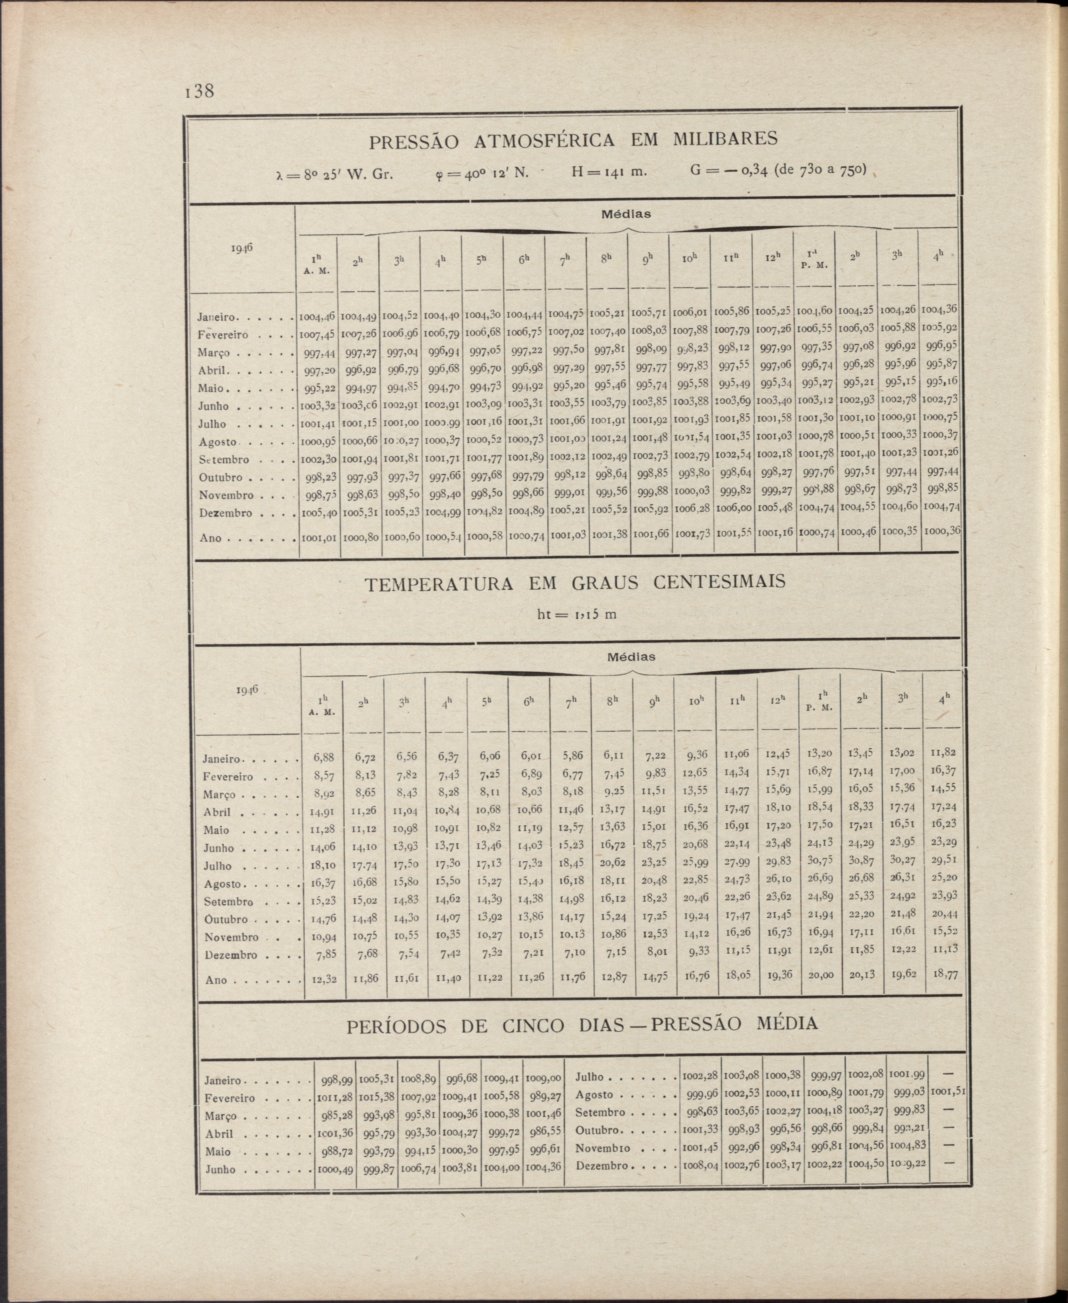 138
PRESSÃO ATMOSFÉRICA EM MILIBARES
λ = 8º 25' W. Gr. φ = 40º 12' N. H = 141 m. G = — 0,34 (de 730 a 750)
Médias
1946 1h A. M. 2h 3h 4h 5h 6h 7h 8h 9h 10h 11h 12h 1h P. M. 2h 3h 4h
Janeiro. . . . . . 1004,46 1004,49 1004,52 1004,40 1004,30 1004,44 1004,75 1005,21 1005,71 1006,01 1005,86 1005,25 1004,60 1004,25 1004,26 1004,36
Fevereiro . . . . 1007,45 1007,26 1006,96 1006,79 1006,68 1006,75 1007,02 1007,40 1008,03 1007,88 1007,79 1007,26 1006,55 1006,03 1005,88 1005,92
Março . . . . . . 997,44 997,27 997,04 996,94 997,05 997,22 997,50 997,81 998,09 998,23 998,12 997,90 997,35 997,08 996,92 996,95
Abril. . . . . . . 997,20 996,92 996,79 996,68 996,70 996,98 997,29 997,55 997,77 997,83 997,55 997,06 996,74 996,28 995,96 995,87
Maio. . . . . . . 995,22 994,97 994,85 994,70 994,73 994,92 995,20 995,46 995,74 995,58 995,49 995,34 995,27 995,21 995,15 995,16
Junho . . . . . . 1003,32 1003,06 1002,91 1002,91 1003,09 1003,31 1003,55 1003,79 1003,85 1003,88 1003,69 1003,40 1003,12 1002,93 1002,78 1002,73
Julho . . . . . . 1001,41 1001,15 1001,00 1000,99 1001,16 1001,31 1001,66 1001,91 1001,92 1001,93 1001,85 1001,58 1001,30 1001,10 1000,91 1000,75
Agosto . . . . . 1000,95 1000,66 1000,27 1000,37 1000,52 1000,73 1001,00 1001,24 1001,48 1001,54 1001,35 1001,03 1000,78 1000,51 1000,33 1000,37
Setembro . . . . 1002,30 1001,94 1001,81 1001,71 1001,77 1001,89 1002,12 1002,49 1002,73 1002,79 1002,54 1002,18 1001,78 1001,40 1001,23 1001,26
Outubro . . . . . 998,23 997,93 997,37 997,66 997,68 997,79 998,12 998,64 998,85 998,80 998,64 998,27 997,76 997,51 997,44 997,44
Novembro . . . 998,75 998,63 998,50 998,40 998,50 998,66 999,01 999,56 999,88 1000,03 999,82 999,27 998,88 998,67 998,73 998,85
Dezembro . . . . 1005,40 1005,31 1005,23 1004,99 1004,82 1004,89 1005,21 1005,52 1005,92 1006,28 1006,00 1005,48 1004,74 1004,55 1004,60 1004,74
Ano . . . . . . . 1001,01 1000,80 1000,60 1000,54 1000,58 1000,74 1001,03 1001,38 1001,66 1001,73 1001,55 1001,16 1000,74 1000,46 1000,35 1000,36
TEMPERATURA EM GRAUS CENTESIMAIS
ht = 1,15 m
Médias
1946 1h A. M. 2h 3h 4h 5h 6h 7h 8h 9h 10h 11h 12h 1h P. M. 2h 3h 4h
Janeiro. . . . . . 6,88 6,72 6,56 6,37 6,06 6,01 5,86 6,11 7,22 9,36 11,06 12,45 13,20 13,45 13,02 11,82
Fevereiro . . . . 8,57 8,13 7,82 7,43 7,25 6,89 6,77 7,45 9,83 12,65 14,34 15,71 16,87 17,14 17,00 16,37
Março . . . . . . 8,92 8,65 8,43 8,28 8,11 8,03 8,18 9,25 11,51 13,55 14,77 15,69 15,99 16,05 15,36 14,55
Abril . . . . . . 14,91 11,26 11,04 10,84 10,68 10,66 11,46 13,17 14,91 16,52 17,47 18,10 18,54 18,33 17,74 17,24
Maio . . . . . . 11,28 11,12 10,98 10,91 10,82 11,19 12,57 13,63 15,01 16,36 16,91 17,20 17,50 17,21 16,51 16,23
Junho . . . . . . 14,06 14,10 13,93 13,71 13,46 14,03 15,23 16,72 18,75 20,68 22,14 23,48 24,13 24,29 23,95 23,29
Julho . . . . . . 18,10 17,74 17,50 17,30 17,13 17,32 18,45 20,62 23,25 25,99 27,99 29,83 30,75 30,87 30,27 29,51
Agosto. . . . . . 16,37 16,68 15,80 15,50 15,27 15,40 16,18 18,11 20,48 22,85 24,73 26,10 26,69 26,68 26,31 25,20
Setembro . . . . 15,23 15,02 14,83 14,62 14,39 14,38 14,98 16,12 18,23 20,46 22,26 23,62 24,89 25,33 24,92 23,93
Outubro . . . . . 14,76 14,48 14,30 14,07 13,92 13,86 14,17 15,24 17,25 19,24 17,47 21,45 21,94 22,20 21,48 20,44
Novembro . . . 10,94 10,75 10,55 10,35 10,27 10,15 10,13 10,86 12,53 14,12 16,26 16,73 16,94 17,11 16,61 15,52
Dezembro . . . . 7,85 7,68 7,54 7,42 7,32 7,21 7,10 7,15 8,01 9,33 11,15 11,91 12,61 11,85 12,22 11,13
Ano . . . . . . . 12,32 11,86 11,61 11,40 11,22 11,26 11,76 12,87 14,75 16,76 18,05 19,36 20,00 20,13 19,62 18,77
PERÍODOS DE CINCO DIAS — PRESSÃO MÉDIA
Janeiro. . . . . . . 998,99 1005,31 1008,89 996,68 1009,41 1009,00 Julho . . . . . . . 1002,28 1003,08 1000,38 999,97 1002,08 1001,99 —
Fevereiro . . . . . 1011,28 1015,38 1007,92 1009,41 1005,58 989,27 Agosto . . . . . . 999,96 1002,53 1000,11 1000,89 1001,79 999,03 1001,51
Março . . . . . . . 985,28 993,98 995,81 1009,36 1000,38 1001,46 Setembro . . . . . 998,63 1003,65 1002,27 1004,18 1003,27 999,83 —
Abril . . . . . . . 1001,36 995,79 993,30 1004,27 999,72 986,55 Outubro. . . . . . 1001,33 998,93 996,56 998,66 999,84 992,21 —
Maio . . . . . . . 988,72 993,79 994,15 1000,30 997,95 996,61 Novembro . . . . 1001,45 992,96 998,34 996,81 1004,56 1004,83 —
Junho . . . . . . . 1000,49 999,87 1006,74 1003,81 1004,00 1004,36 Dezembro. . . . . 1008,04 1002,76 1003,17 1002,22 1004,50 —